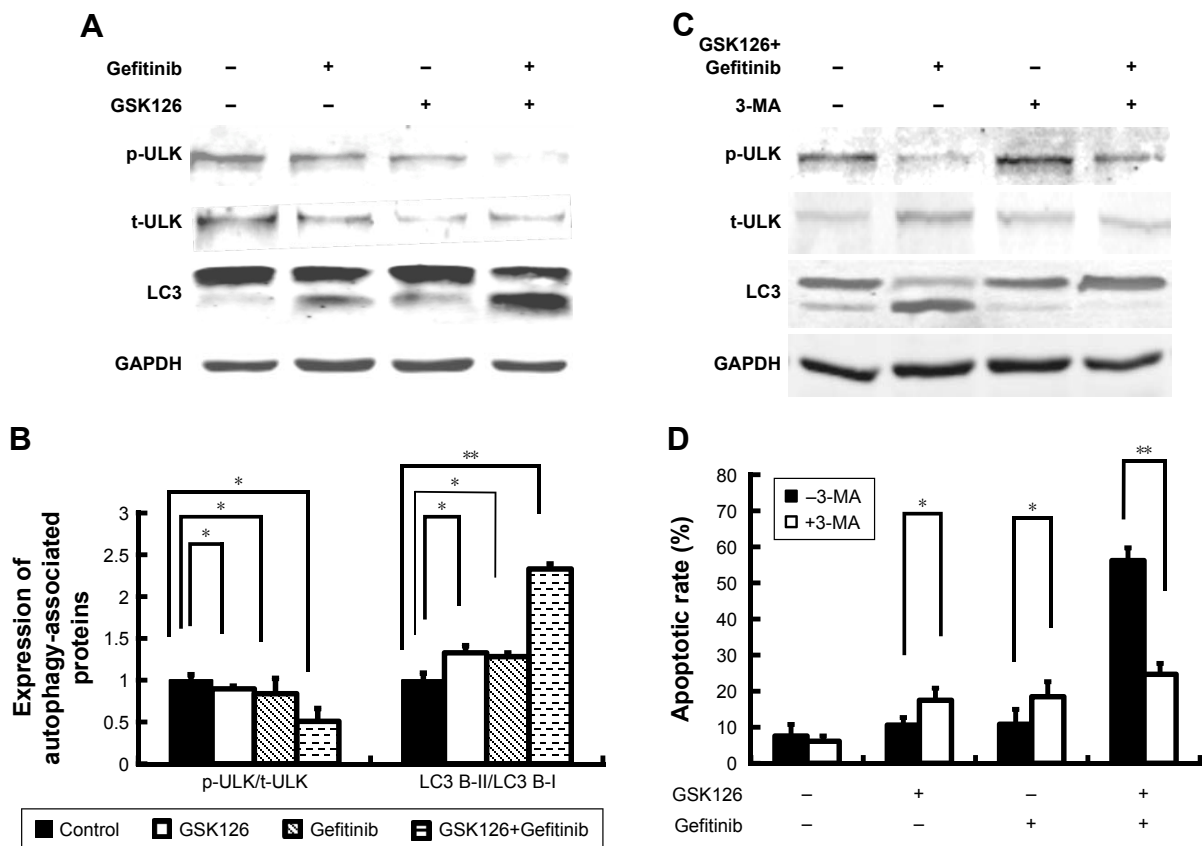 A
Gefitinib – + – +
GSK126 – – + +
p-ULK
t-ULK
LC3
GAPDH
C
GSK126+
Gefitinib – + – +
3-MA – – + +
p-ULK
t-ULK
LC3
GAPDH
B
Expression of
autophagy-associated
proteins
3
2.5
2
1.5
1
0.5
0
*
*
*
**
*
*
p-ULK/t-ULK LC3 B-II/LC3 B-I
Control GSK126 Gefitinib GSK126+Gefitinib
D
Apoptotic rate (%)
80
70
60
50
40
30
20
10
0
–3-MA
+3-MA
*
*
**
GSK126 – + – +
Gefitinib – – + +